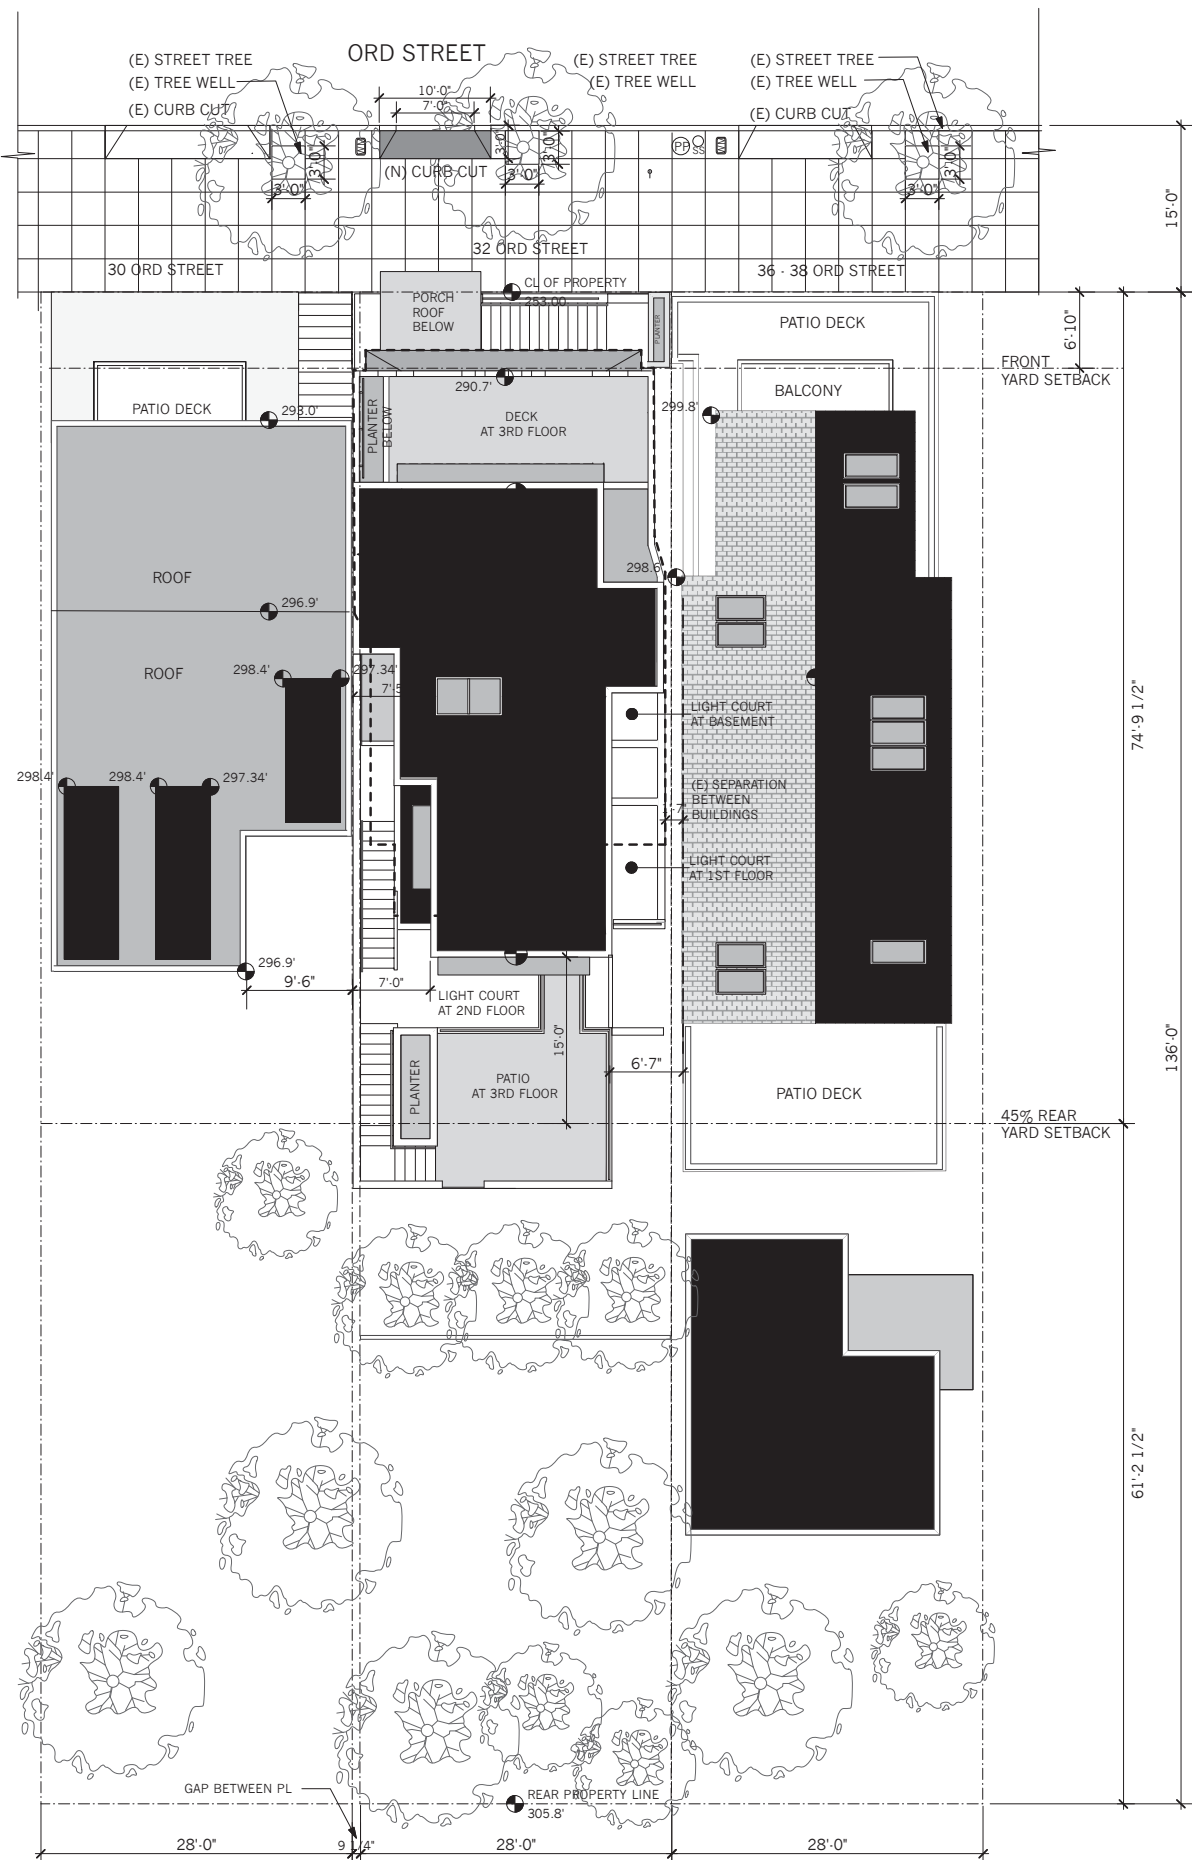 ORD STREET
(E) STREET TREE
(E) TREE WELL
(E) CURB CUT
(E) STREET TREE
(E) TREE WELL
(E) STREET TREE
(E) TREE WELL
(E) CURB CUT
10'-0"
7'-0"
3'-0"
3'-0"
3'-0"
3'-0"
3'-0"
3'-0"
3'-0"
PP
SS
(N) CURB CUT
15'-0"
30 ORD STREET
32 ORD STREET
36 - 38 ORD STREET
CL OF PROPERTY
253.00
PORCH
ROOF
BELOW
PLANTER
PATIO DECK
6'-10"
FRONT
YARD SETBACK
BALCONY
290.7'
PATIO DECK
293.0'
PLANTER
BELOW
DECK
AT 3RD FLOOR
299.8'
ROOF
298.6
296.9'
ROOF
298.4'
297.34'
LIGHT COURT
AT BASEMENT
74'-9 1/2"
298.4'
298.4'
297.34'
(E) SEPARATION
BETWEEN
BUILDINGS
LIGHT COURT
AT 1ST FLOOR
296.9'
9'-6"
7'-0"
LIGHT COURT
AT 2ND FLOOR
15'-0"
6'-7"
136'-0"
PLANTER
PATIO
AT 3RD FLOOR
PATIO DECK
45% REAR
YARD SETBACK
61'-2 1/2"
GAP BETWEEN PL
REAR PROPERTY LINE
305.8'
28'-0"
9 1/4"
28'-0"
28'-0"